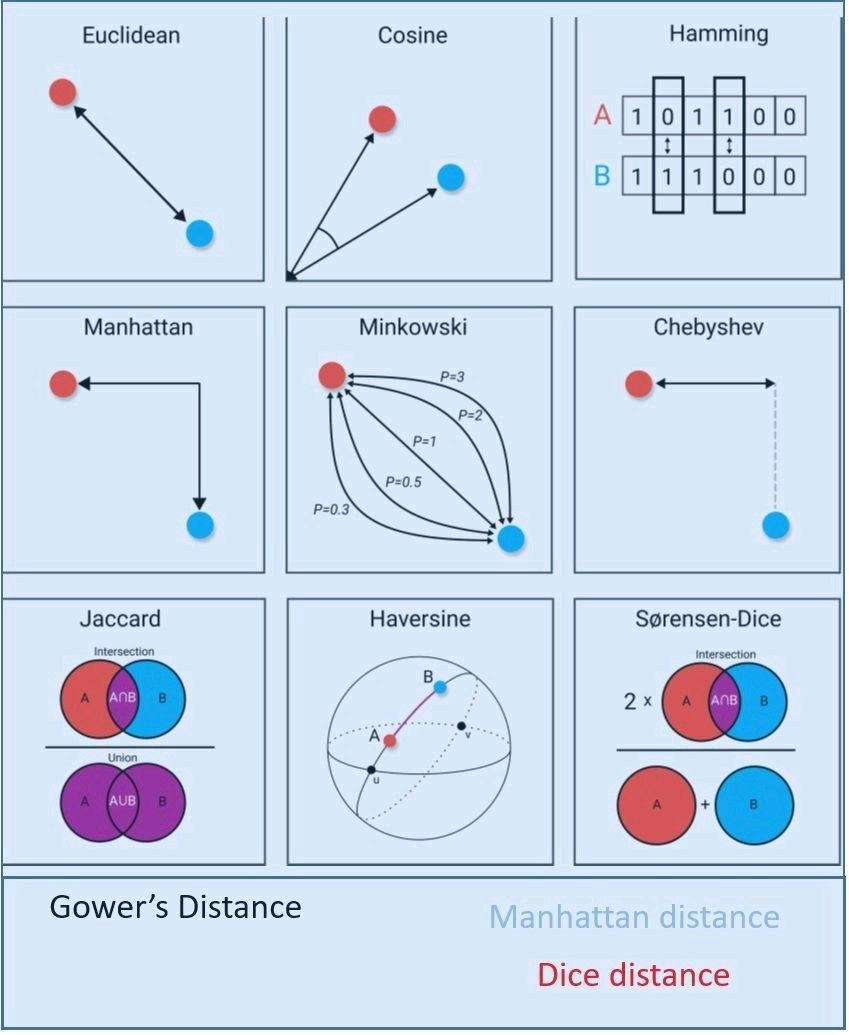 Euclidean
Cosine
Hamming
A 1 0 1 1 0 0
B 1 1 1 0 0 0
Manhattan
Minkowski
Chebyshev
P=3
P=2
P=1
P=0.5
P=0.3
Jaccard
Intersection
A A∩B B
Union
A A∪B B
Haversine
B
A
v
u
Sørensen-Dice
Intersection
2 x A A∩B B
A + B
Gower’s Distance
Manhattan distance
Dice distance